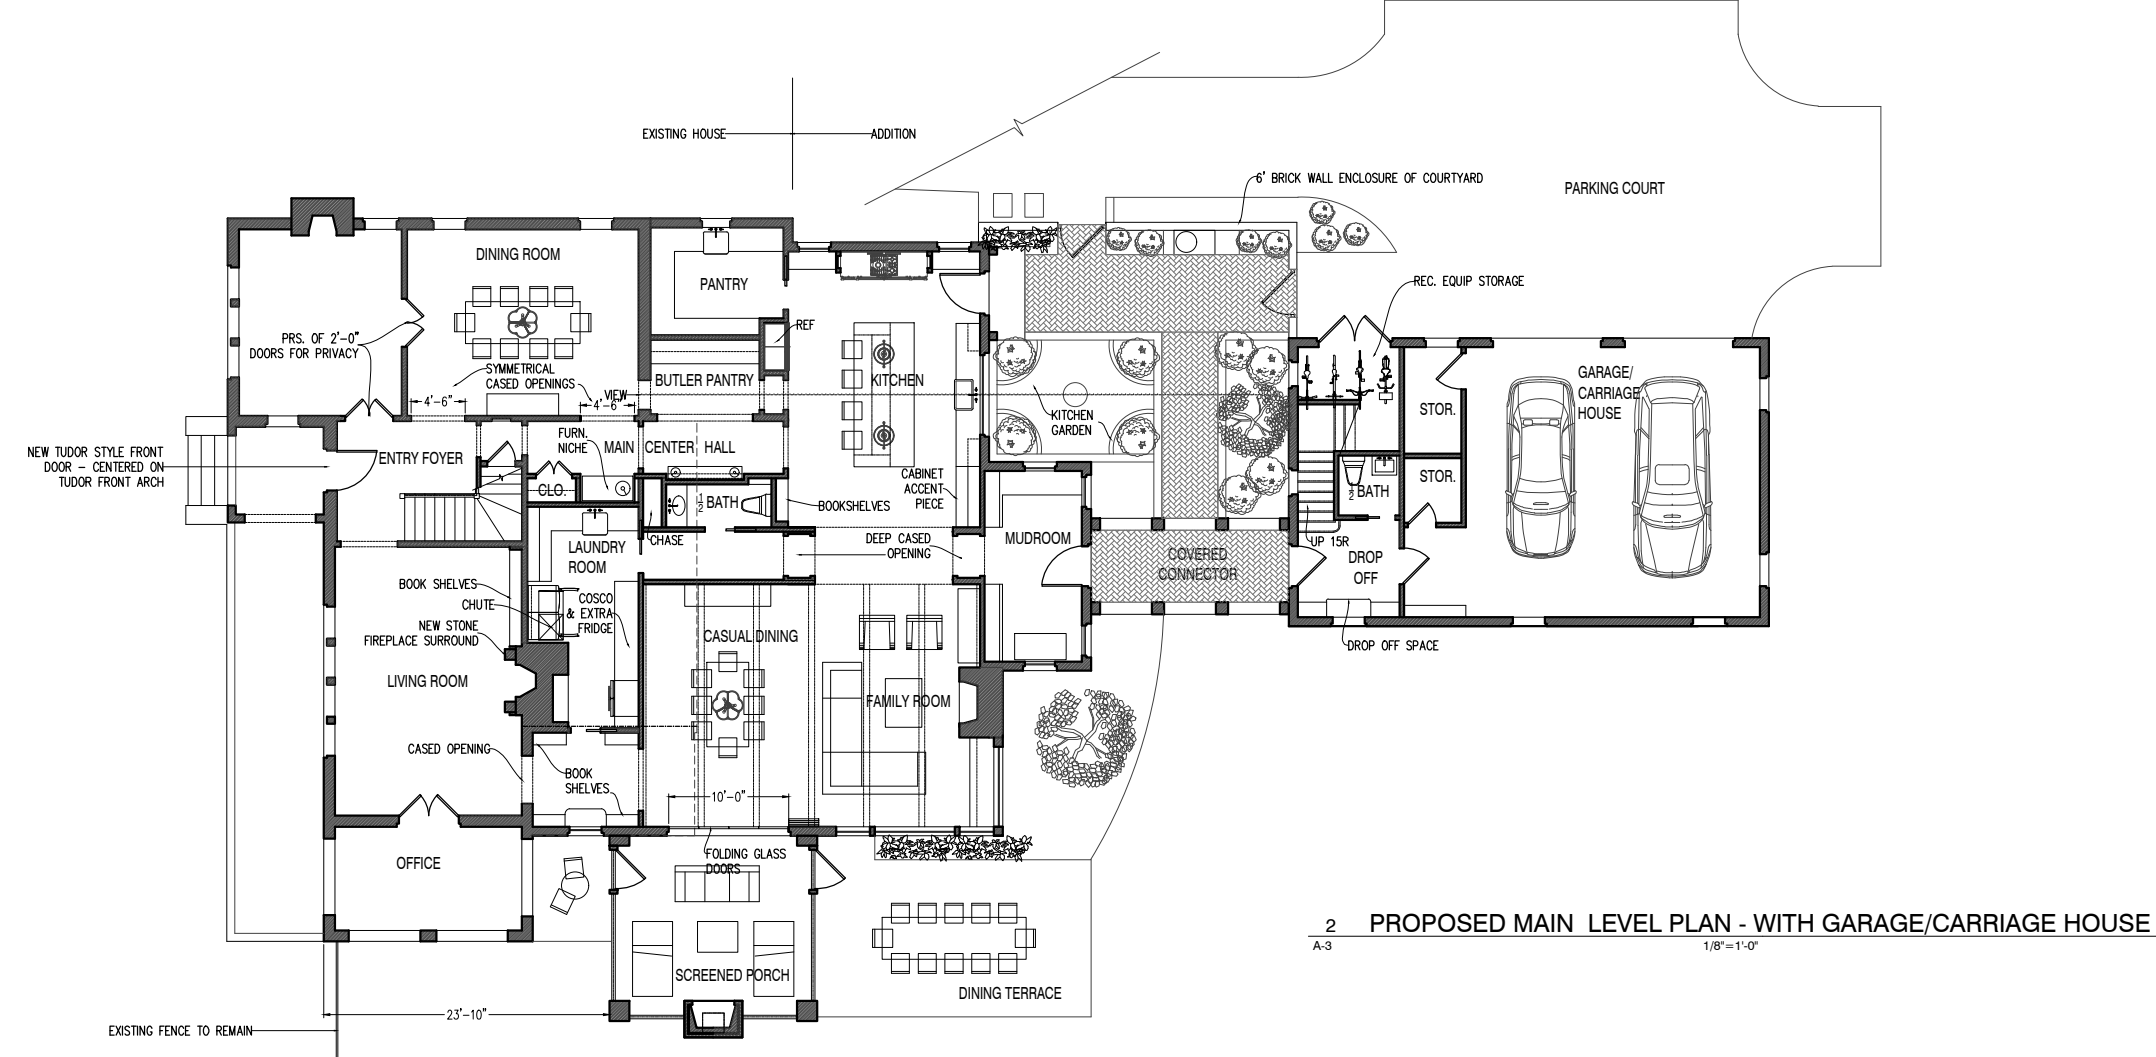 EXISTING HOUSE
ADDITION
6' BRICK WALL ENCLOSURE OF COURTYARD
PARKING COURT
DINING ROOM
PANTRY
REC. EQUIP STORAGE
REF
PRS. OF 2'-0"
DOORS FOR PRIVACY
SYMMETRICAL
CASED OPENINGS
BUTLER PANTRY
KITCHEN
GARAGE/
CARRIAGE
HOUSE
VIEW
4'-6"
4'-6"
STOR.
KITCHEN
GARDEN
NEW TUDOR STYLE FRONT
DOOR – CENTERED ON
TUDOR FRONT ARCH
ENTRY FOYER
FURN.
NICHE
MAIN CENTER HALL
CABINET
ACCENT
PIECE
STOR.
CLO.
1/2 BATH
BOOKSHELVES
1/2 BATH
CHASE
DEEP CASED
OPENING
MUDROOM
UP 15R
LAUNDRY
ROOM
COVERED
CONNECTOR
DROP
OFF
BOOK SHELVES
CHUTE
COSCO
& EXTRA
FRIDGE
NEW STONE
FIREPLACE SURROUND
CASUAL DINING
DROP OFF SPACE
LIVING ROOM
FAMILY ROOM
CASED OPENING
BOOK
SHELVES
10'-0"
FOLDING GLASS
DOORS
OFFICE
2 PROPOSED MAIN LEVEL PLAN - WITH GARAGE/CARRIAGE HOUSE
A-3
1/8"=1'-0"
SCREENED PORCH
DINING TERRACE
23'-10"
EXISTING FENCE TO REMAIN